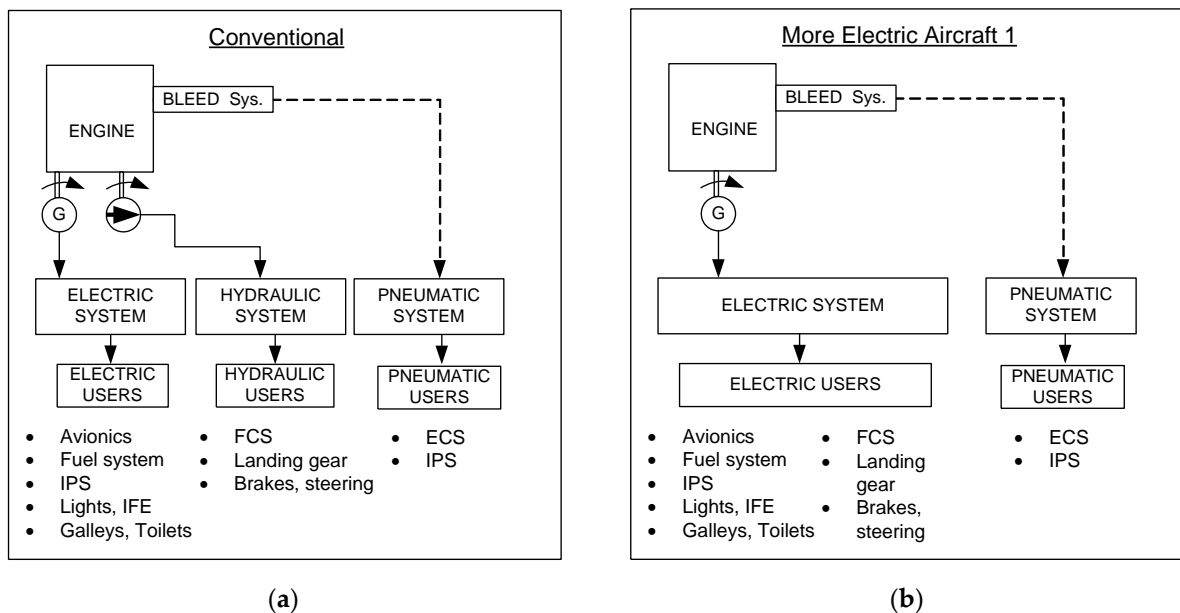 Conventional
BLEED Sys.
ENGINE
G
ELECTRIC
SYSTEM
HYDRAULIC
SYSTEM
PNEUMATIC
SYSTEM
ELECTRIC
USERS
HYDRAULIC
USERS
PNEUMATIC
USERS
• Avionics
• Fuel system
• IPS
• Lights, IFE
• Galleys, Toilets
• FCS
• Landing gear
• Brakes, steering
• ECS
• IPS
(a)
More Electric Aircraft 1
BLEED Sys.
ENGINE
G
ELECTRIC SYSTEM
PNEUMATIC
SYSTEM
ELECTRIC USERS
PNEUMATIC
USERS
• Avionics
• Fuel system
• IPS
• Lights, IFE
• Galleys, Toilets
• FCS
• Landing
gear
• Brakes,
steering
• ECS
• IPS
(b)